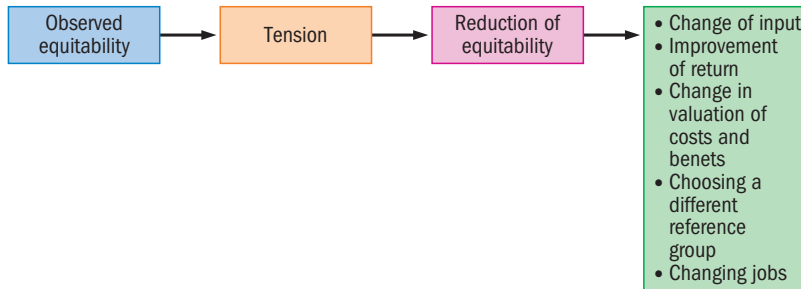 Observed
equitability
Tension
Reduction of
equitability
• Change of input
• Improvement
of return
• Change in
valuation of
costs and
benets
• Choosing a
different
reference
group
• Changing jobs